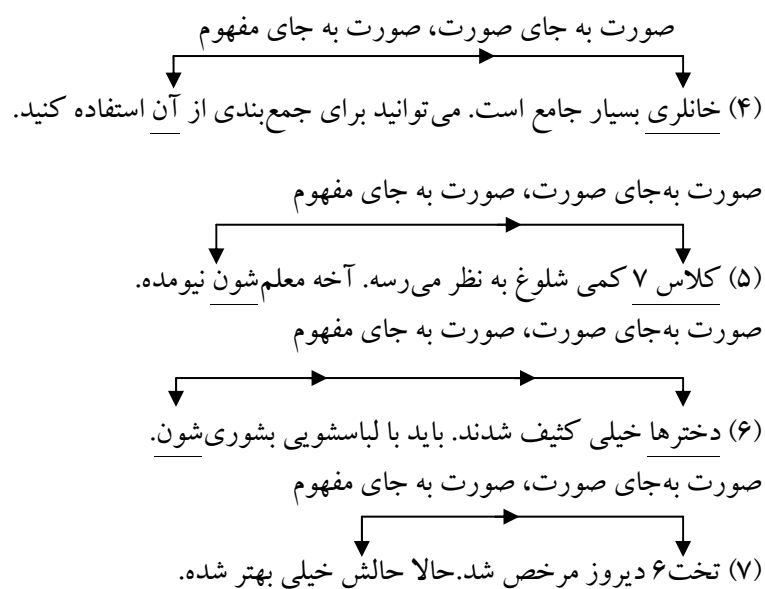 صورت به جای صورت، صورت به جای مفهوم
(۴) خانلری بسیار جامع است. می‌توانید برای جمع‌بندی از آن استفاده کنید.
صورت به‌جای صورت، صورت به جای مفهوم
(۵) کلاس ۷ کمی شلوغ به نظر می‌رسه. آخه معلم‌شون نیومده.
صورت به‌جای صورت، صورت به جای مفهوم
(۶) دخترها خیلی کثیف شدند. باید با لباسشویی بشوری‌شون.
صورت به‌جای صورت، صورت به جای مفهوم
(۷) تخت۶ دیروز مرخص شد.حالا حالش خیلی بهتر شده.